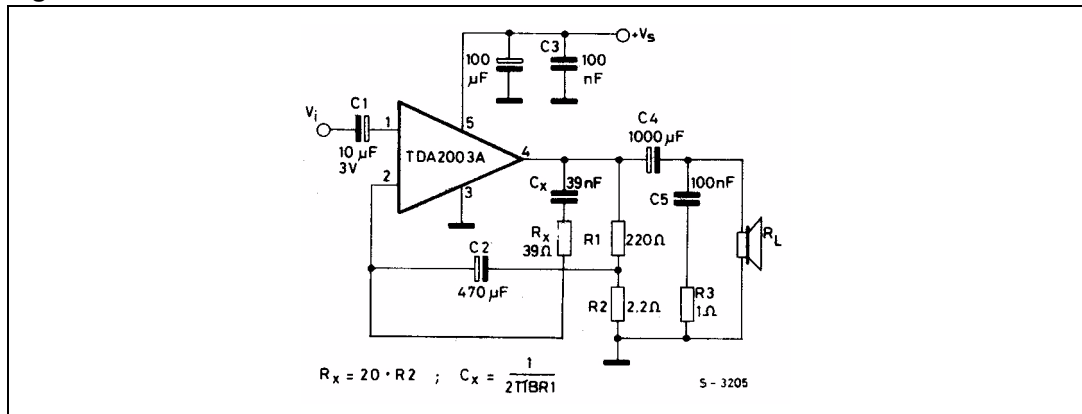 +Vs
C3
100
μF
100
nF
C1
Vi
1
5
C4
1000 μF
10 μF
3V
TDA2003A
4
2
3
Cx
39nF
100nF
C5
Rx
39Ω
R1
220Ω
RL
C2
470 μF
R2
2.2Ω
R3
1Ω
Rx = 20 • R2 ; Cx = 1 / 2πBR1
S - 3205